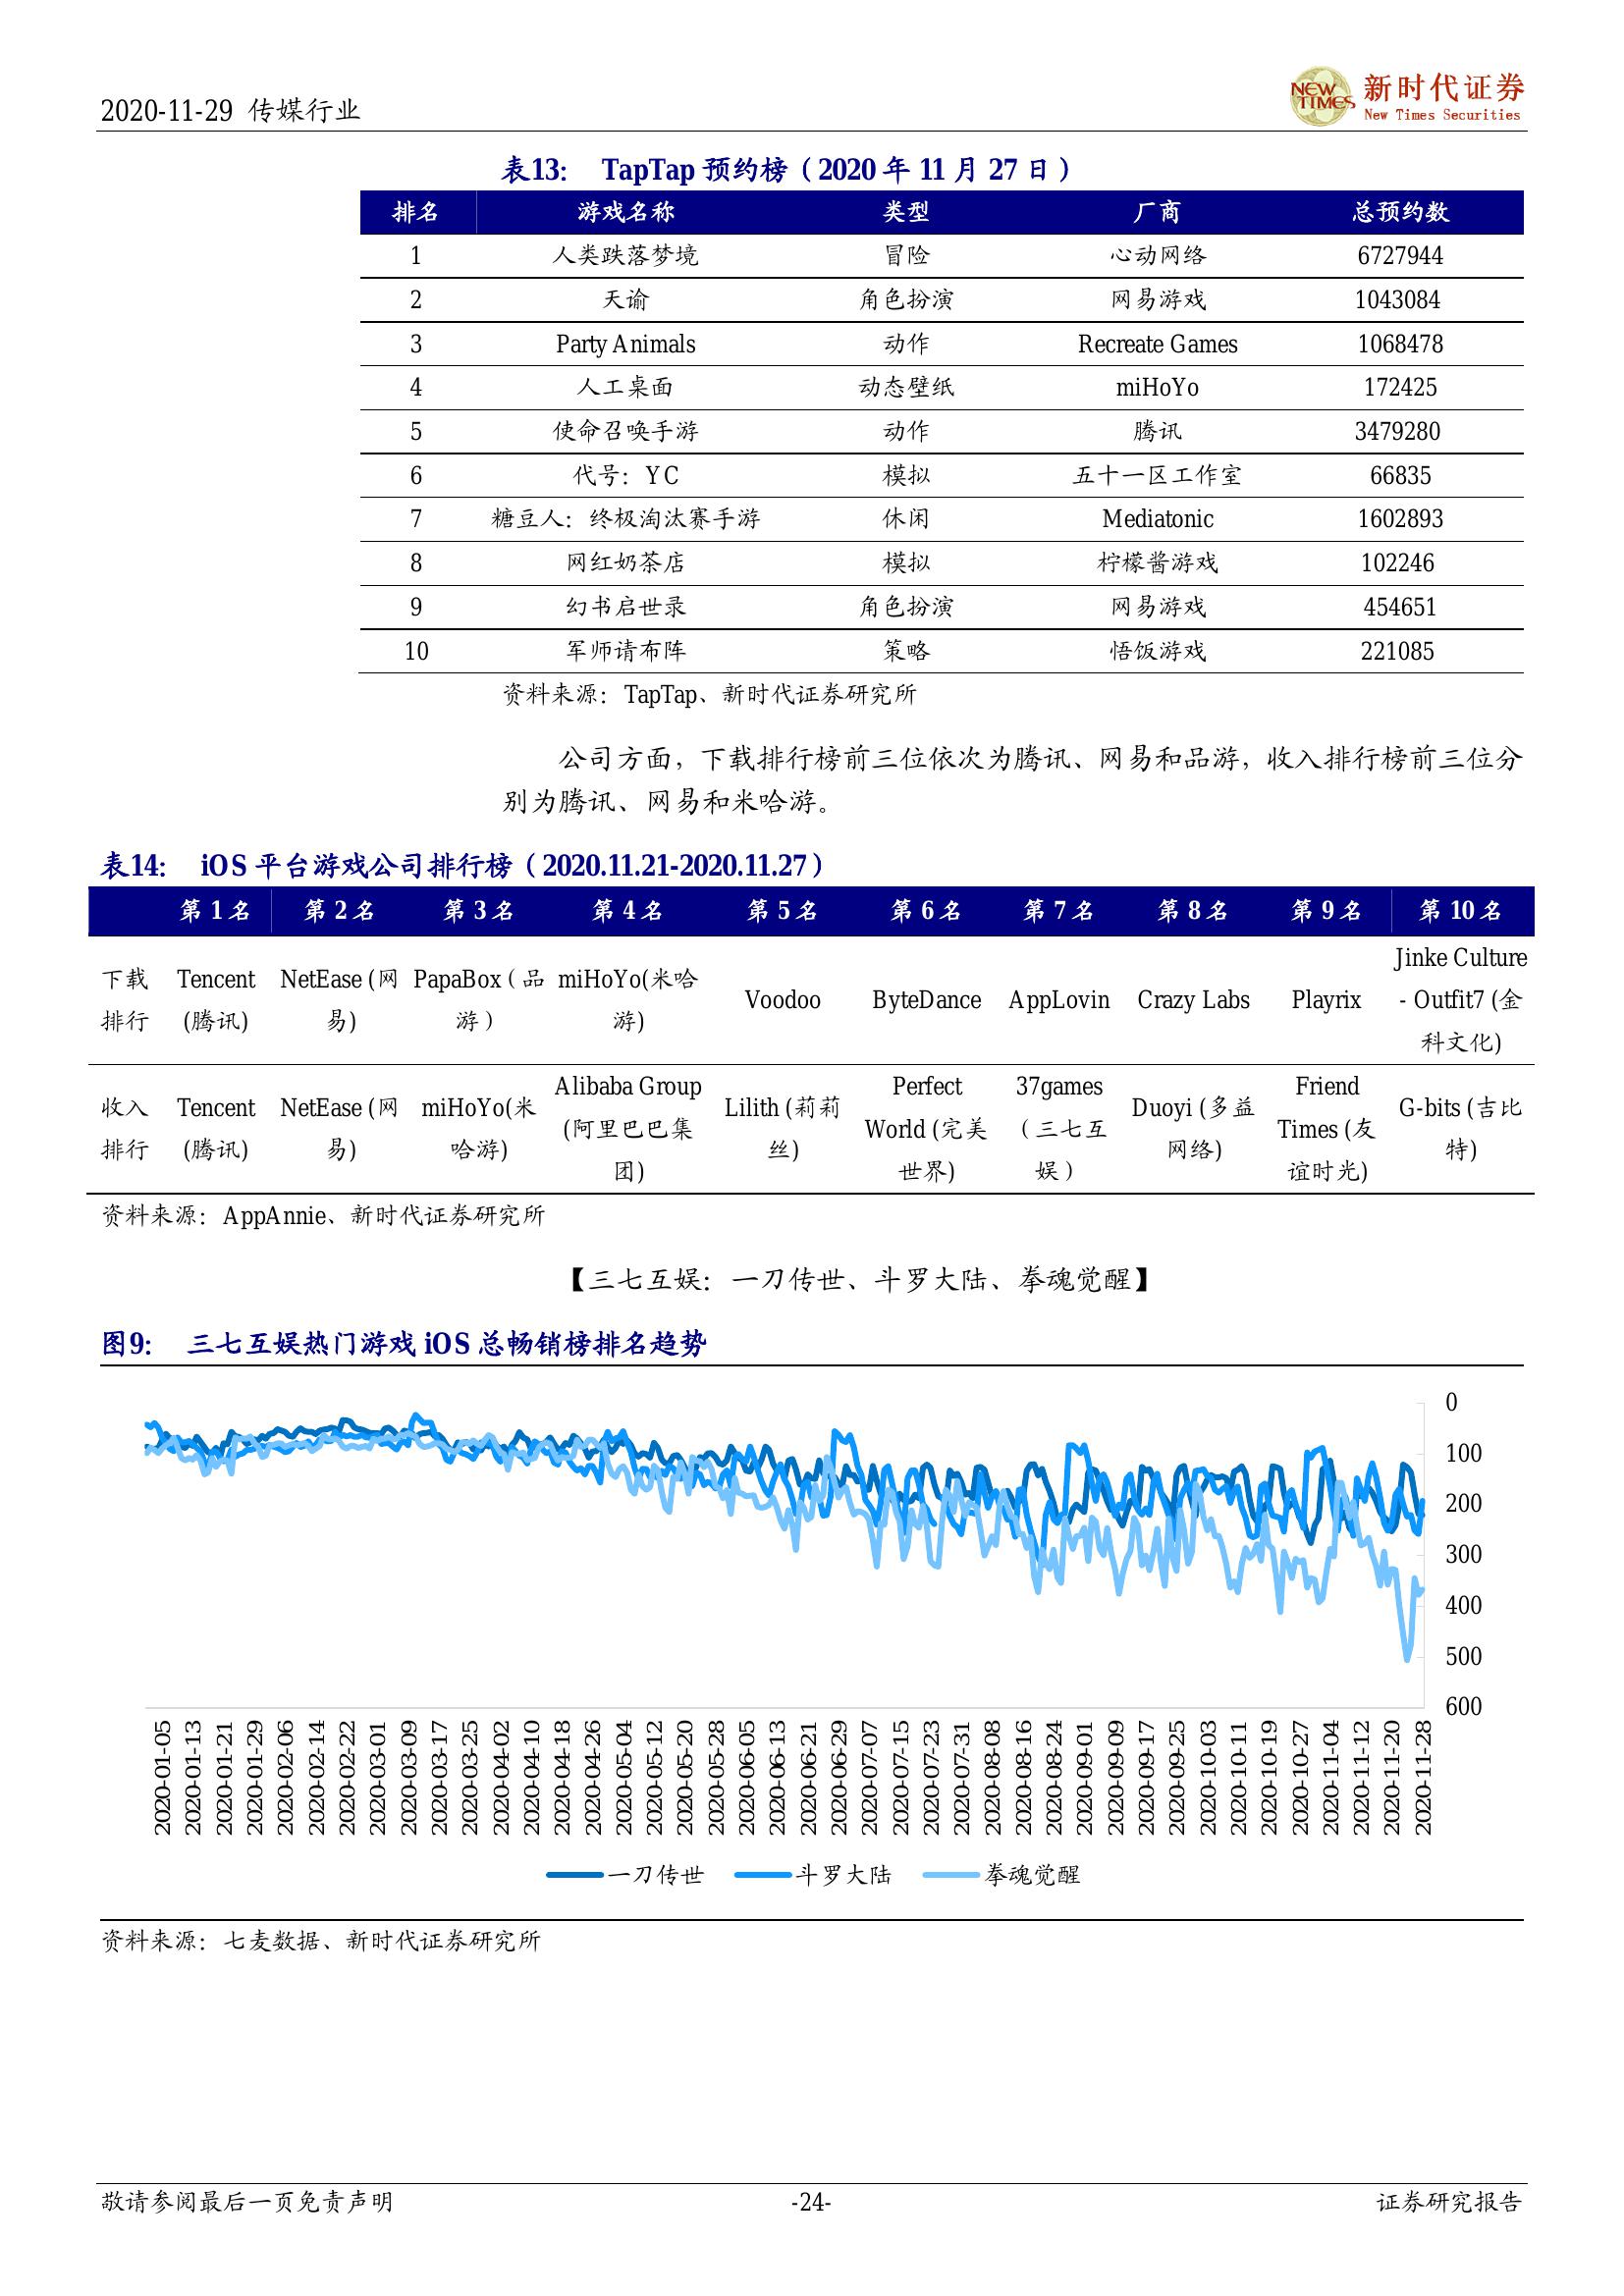 2020-11-29 传媒行业
NEW TIMES 新时代证券
New Times Securities
表13： TapTap 预约榜（2020 年 11 月 27 日）
排名 游戏名称 类型 厂商 总预约数
1 人类跌落梦境 冒险 心动网络 6727944
2 天谕 角色扮演 网易游戏 1043084
3 Party Animals 动作 Recreate Games 1068478
4 人工桌面 动态壁纸 miHoYo 172425
5 使命召唤手游 动作 腾讯 3479280
6 代号：YC 模拟 五十一区工作室 66835
7 糖豆人：终极淘汰赛手游 休闲 Mediatonic 1602893
8 网红奶茶店 模拟 柠檬酱游戏 102246
9 幻书启世录 角色扮演 网易游戏 454651
10 军师请布阵 策略 悟饭游戏 221085
资料来源：TapTap、新时代证券研究所
公司方面，下载排行榜前三位依次为腾讯、网易和品游，收入排行榜前三位分
别为腾讯、网易和米哈游。
表14： iOS 平台游戏公司排行榜（2020.11.21-2020.11.27）
第 1 名 第 2 名 第 3 名 第 4 名 第 5 名 第 6 名 第 7 名 第 8 名 第 9 名 第 10 名
下载排行 Tencent (腾讯) NetEase (网易) PapaBox（品游） miHoYo(米哈游) Voodoo ByteDance AppLovin Crazy Labs Playrix Jinke Culture - Outfit7 (金科文化)
收入排行 Tencent (腾讯) NetEase (网易) miHoYo(米哈游) Alibaba Group (阿里巴巴集团) Lilith (莉莉丝) Perfect World (完美世界) 37games（三七互娱） Duoyi (多益网络) Friend Times (友谊时光) G-bits (吉比特)
资料来源：AppAnnie、新时代证券研究所
【三七互娱：一刀传世、斗罗大陆、拳魂觉醒】
图9： 三七互娱热门游戏 iOS 总畅销榜排名趋势
0
100
200
300
400
500
600
2020-01-05
2020-01-13
2020-01-21
2020-01-29
2020-02-06
2020-02-14
2020-02-22
2020-03-01
2020-03-09
2020-03-17
2020-03-25
2020-04-02
2020-04-10
2020-04-18
2020-04-26
2020-05-04
2020-05-12
2020-05-20
2020-05-28
2020-06-05
2020-06-13
2020-06-21
2020-06-29
2020-07-07
2020-07-15
2020-07-23
2020-07-31
2020-08-08
2020-08-16
2020-08-24
2020-09-01
2020-09-09
2020-09-17
2020-09-25
2020-10-03
2020-10-11
2020-10-19
2020-10-27
2020-11-04
2020-11-12
2020-11-20
2020-11-28
一刀传世 斗罗大陆 拳魂觉醒
资料来源：七麦数据、新时代证券研究所
敬请参阅最后一页免责声明 -24- 证券研究报告